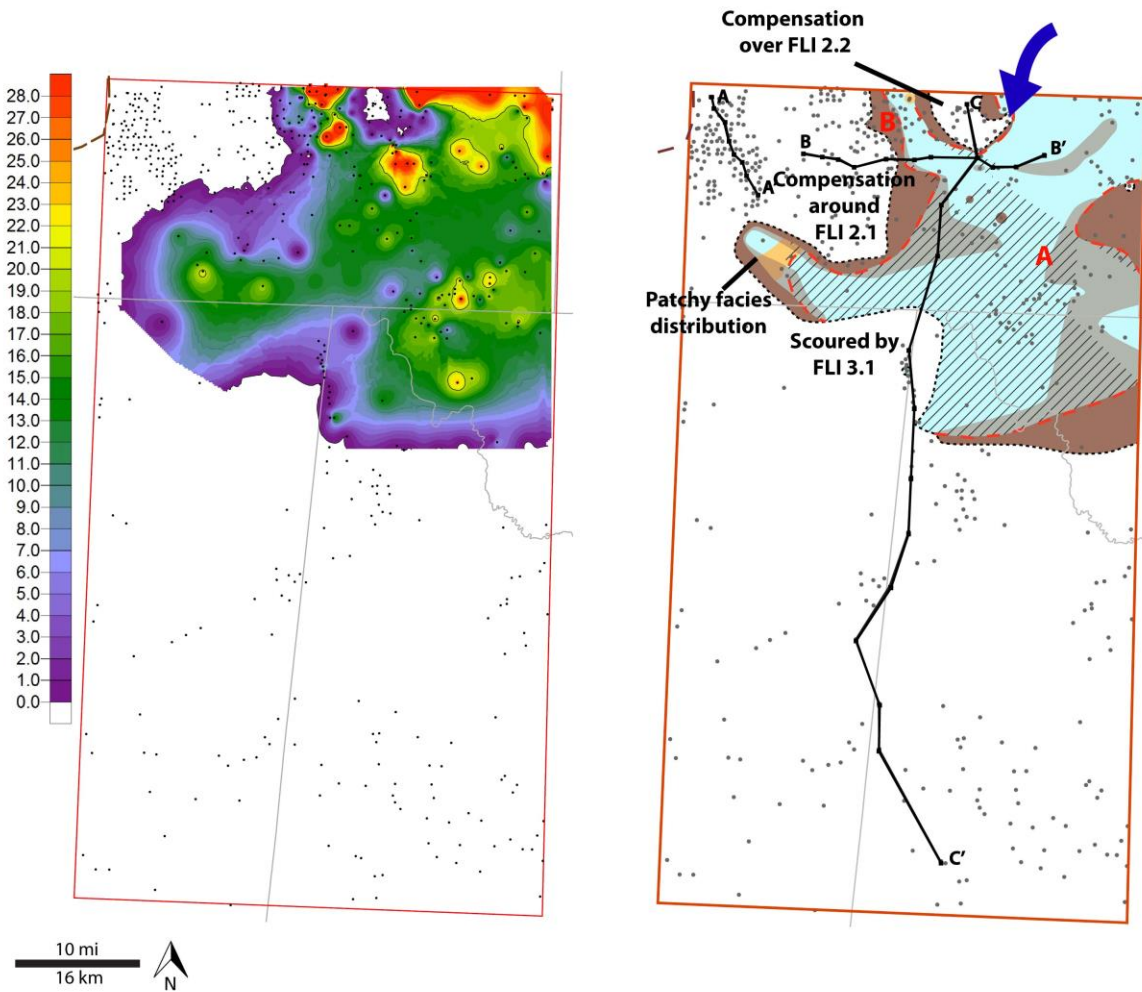 28.0
27.0
26.0
25.0
24.0
23.0
22.0
21.0
20.0
19.0
18.0
17.0
16.0
15.0
14.0
13.0
12.0
11.0
10.0
9.0
8.0
7.0
6.0
5.0
4.0
3.0
2.0
1.0
0.0
10 mi
16 km
N
Compensation
over FLI 2.2
A
C
B
B
B'
A'
Compensation
around
FLI 2.1
A
Patchy facies
distribution
Scoured by
FLI 3.1
C'